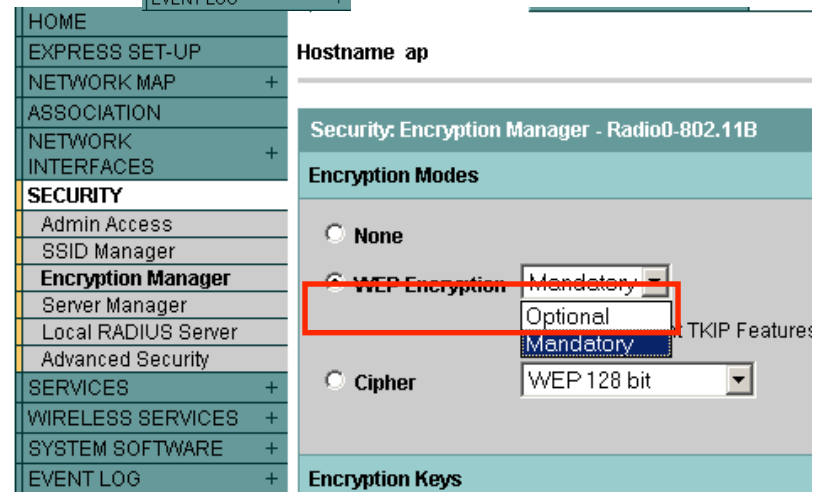 EVENT LOG +
HOME
EXPRESS SET-UP
NETWORK MAP +
ASSOCIATION
NETWORK
INTERFACES +
SECURITY
Admin Access
SSID Manager
Encryption Manager
Server Manager
Local RADIUS Server
Advanced Security
SERVICES +
WIRELESS SERVICES +
SYSTEM SOFTWARE +
EVENT LOG +
Hostname ap
Security: Encryption Manager - Radio0-802.11B
Encryption Modes
None
WEP Encryption Mandatory
Optional
Mandatory
t TKIP Features
Cipher WEP 128 bit
Encryption Keys